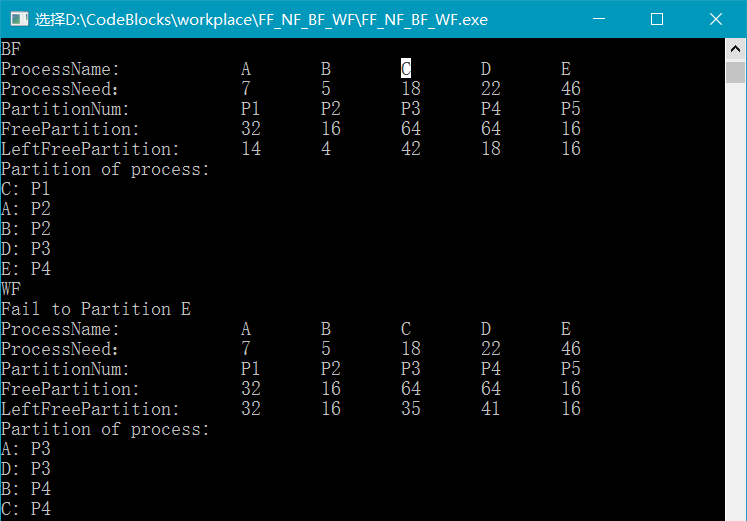 选择D:\CodeBlocks\workplace\FF_NF_BF_WF\FF_NF_BF_WF.exe
BF
ProcessName: A B C D E
ProcessNeed: 7 5 18 22 46
PartitionNum: P1 P2 P3 P4 P5
FreePartition: 32 16 64 64 16
LeftFreePartition: 14 4 42 18 16
Partition of process:
C: P1
A: P2
B: P2
D: P3
E: P4
WF
Fail to Partition E
ProcessName: A B C D E
ProcessNeed: 7 5 18 22 46
PartitionNum: P1 P2 P3 P4 P5
FreePartition: 32 16 64 64 16
LeftFreePartition: 32 16 35 41 16
Partition of process:
A: P3
D: P3
B: P4
C: P4